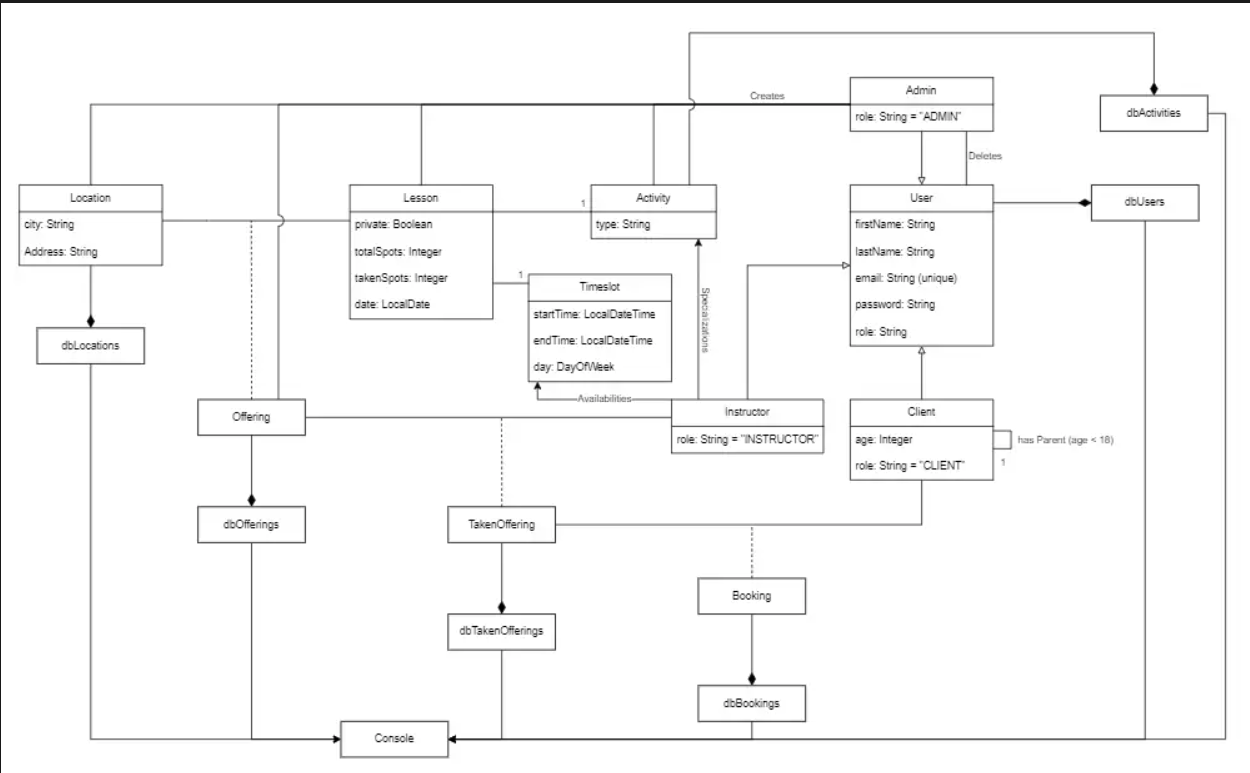 Creates
Admin
role: String = "ADMIN"
dbActivities
Deletes
Location
city: String
Address: String
Lesson
private: Boolean
totalSpots: Integer
takenSpots: Integer
date: LocalDate
1
Activity
type: String
User
firstName: String
lastName: String
email: String (unique)
password: String
role: String
dbUsers
1
Timeslot
startTime: LocalDateTime
endTime: LocalDateTime
day: DayOfWeek
Specializations
dbLocations
Availabilities
Offering
Instructor
role: String = "INSTRUCTOR"
Client
age: Integer
role: String = "CLIENT"
has Parent (age < 18)
1
dbOfferings
TakenOffering
Booking
dbTakenOfferings
dbBookings
Console